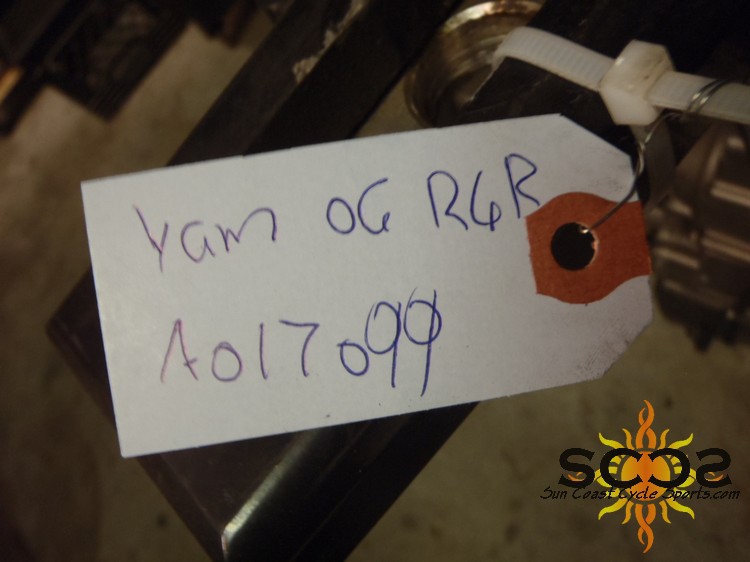 Yam 06 R6R
A017099
SCCS
Sun Coast Cycle Sports.com